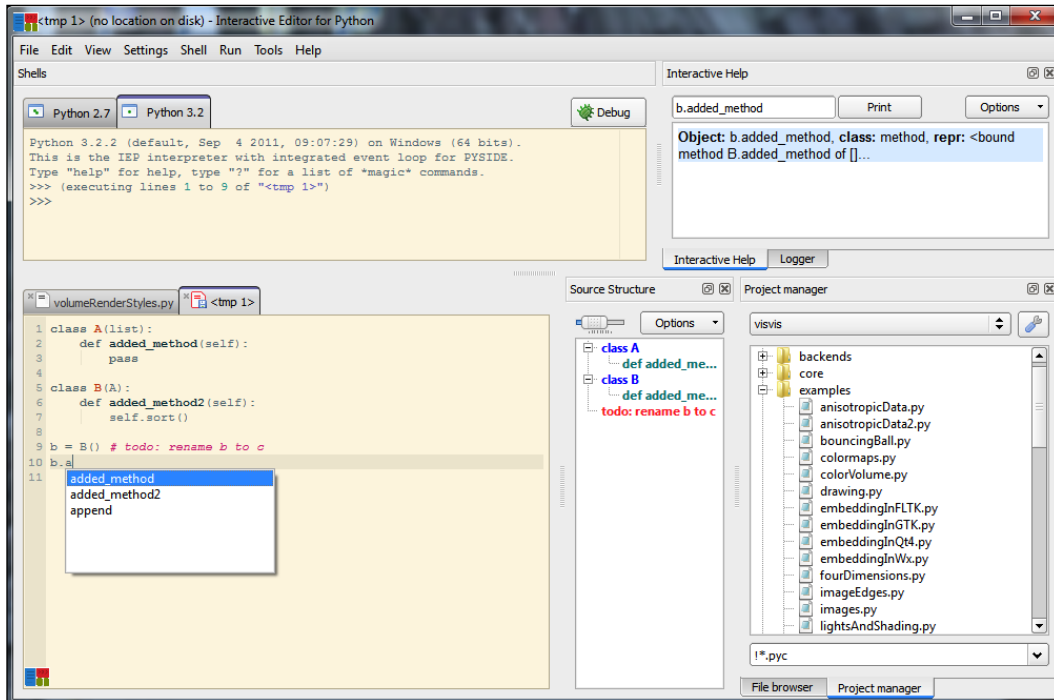 <tmp 1> (no location on disk) - Interactive Editor for Python
File Edit View Settings Shell Run Tools Help
Shells
Python 2.7
Python 3.2
Debug
Python 3.2.2 (default, Sep  4 2011, 09:07:29) on Windows (64 bits).
This is the IEP interpreter with integrated event loop for PYSIDE.
Type "help" for help, type "?" for a list of *magic* commands.
>>> (executing lines 1 to 9 of "<tmp 1>")
>>>
Interactive Help
b.added_method
Print
Options
Object: b.added_method, class: method, repr: <bound
method B.added_method of []...
Interactive Help
Logger
volumeRenderStyles.py
<tmp 1>
1 class A(list):
2     def added_method(self):
3         pass
4
5 class B(A):
6     def added_method2(self):
7         self.sort()
8
9 b = B() # todo: rename b to c
10 b.a
11
added_method
added_method2
append
Source Structure
Options
class A
def added_me...
class B
def added_me...
todo: rename b to c
Project manager
visvis
backends
core
examples
anisotropicData.py
anisotropicData2.py
bouncingBall.py
colormaps.py
colorVolume.py
drawing.py
embeddingInFLTK.py
embeddingInGTK.py
embeddingInQt4.py
embeddingInWx.py
fourDimensions.py
imageEdges.py
images.py
lightsAndShading.py
!*.pyc
File browser
Project manager